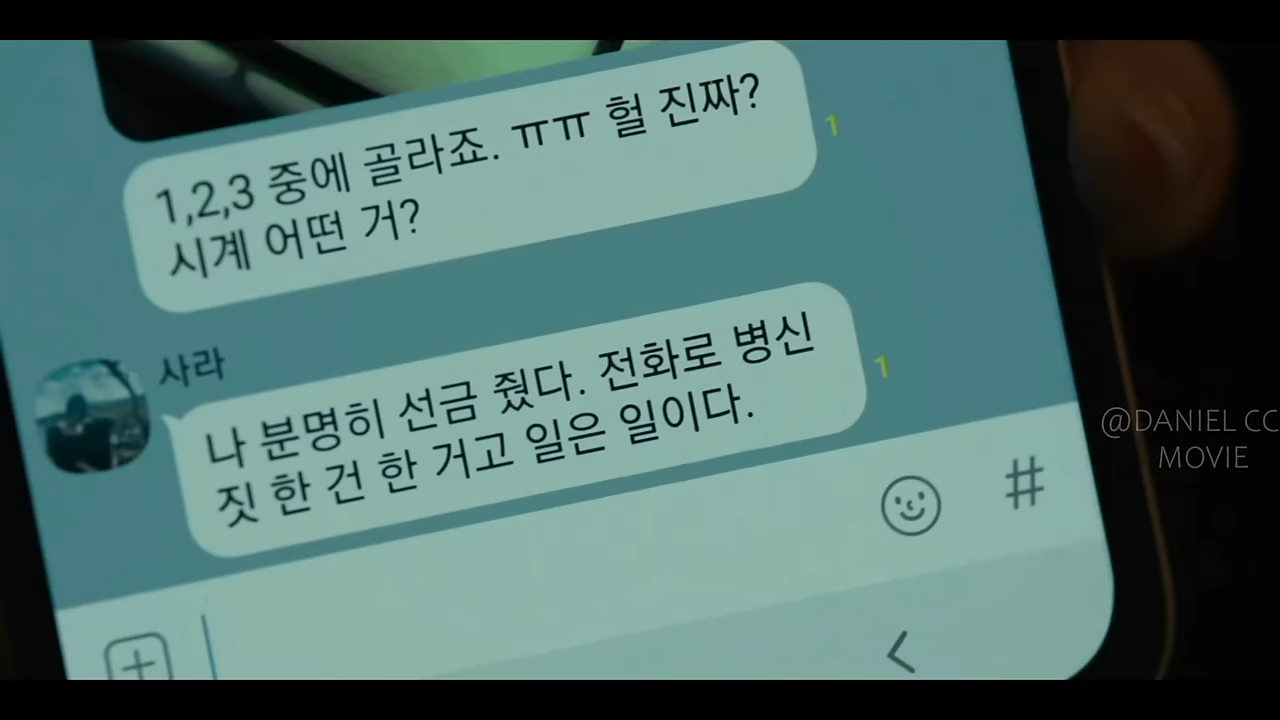 1,2,3 중에 골라죠. ㅠㅠ 헐 진짜?
시계 어떤 거?
1
사라
나 분명히 선금 줬다. 전화로 병신
짓 한 건 한 거고 일은 일이다.
1
#
@DANIEL CC
MOVIE